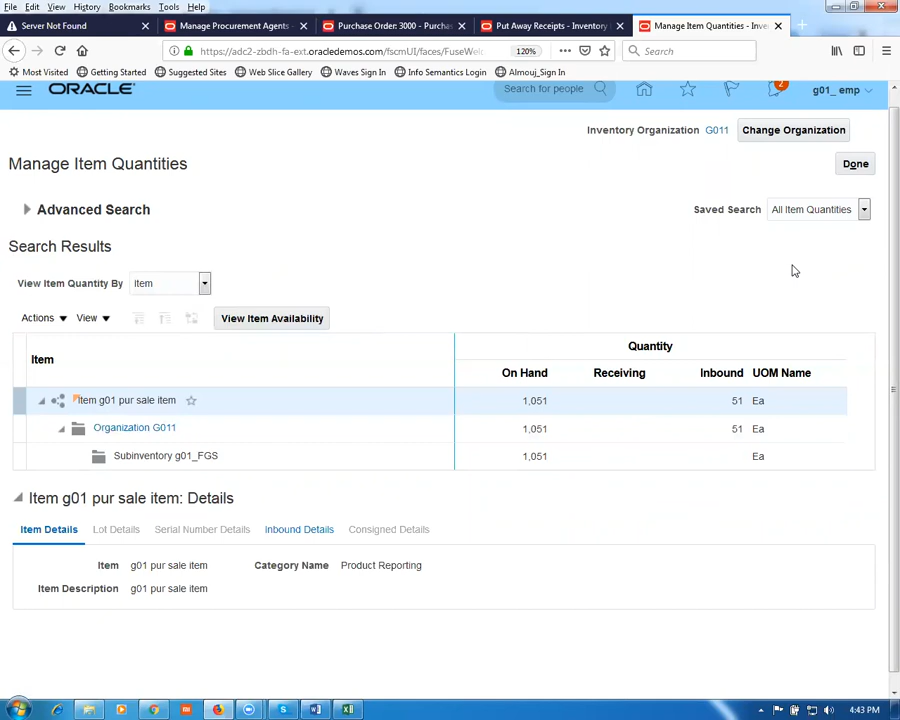 File Edit View History Bookmarks Tools Help
Server Not Found
Manage Procurement Agents -
Purchase Order: 3000 - Purchas
Put Away Receipts - Inventory
Manage Item Quantities - Inve
https://adc2-zbdh-fa-ext.oracledemos.com/fscmUI/faces/FuseWelc
120%
Search
Most Visited Getting Started Suggested Sites Web Slice Gallery Waves Sign In Info Semantics Login Almouj_Sign In
ORACLE
Search for people
2
g01_ emp
Inventory Organization G011 Change Organization
Manage Item Quantities
Done
Advanced Search
Saved Search All Item Quantities
Search Results
View Item Quantity By Item
Actions View View Item Availability
Quantity
Item
On Hand Receiving Inbound UOM Name
Item g01 pur sale item 1,051 51 Ea
Organization G011 1,051 51 Ea
Subinventory g01_FGS 1,051 Ea
Item g01 pur sale item: Details
Item Details Lot Details Serial Number Details Inbound Details Consigned Details
Item g01 pur sale item Category Name Product Reporting
Item Description g01 pur sale item
4:43 PM